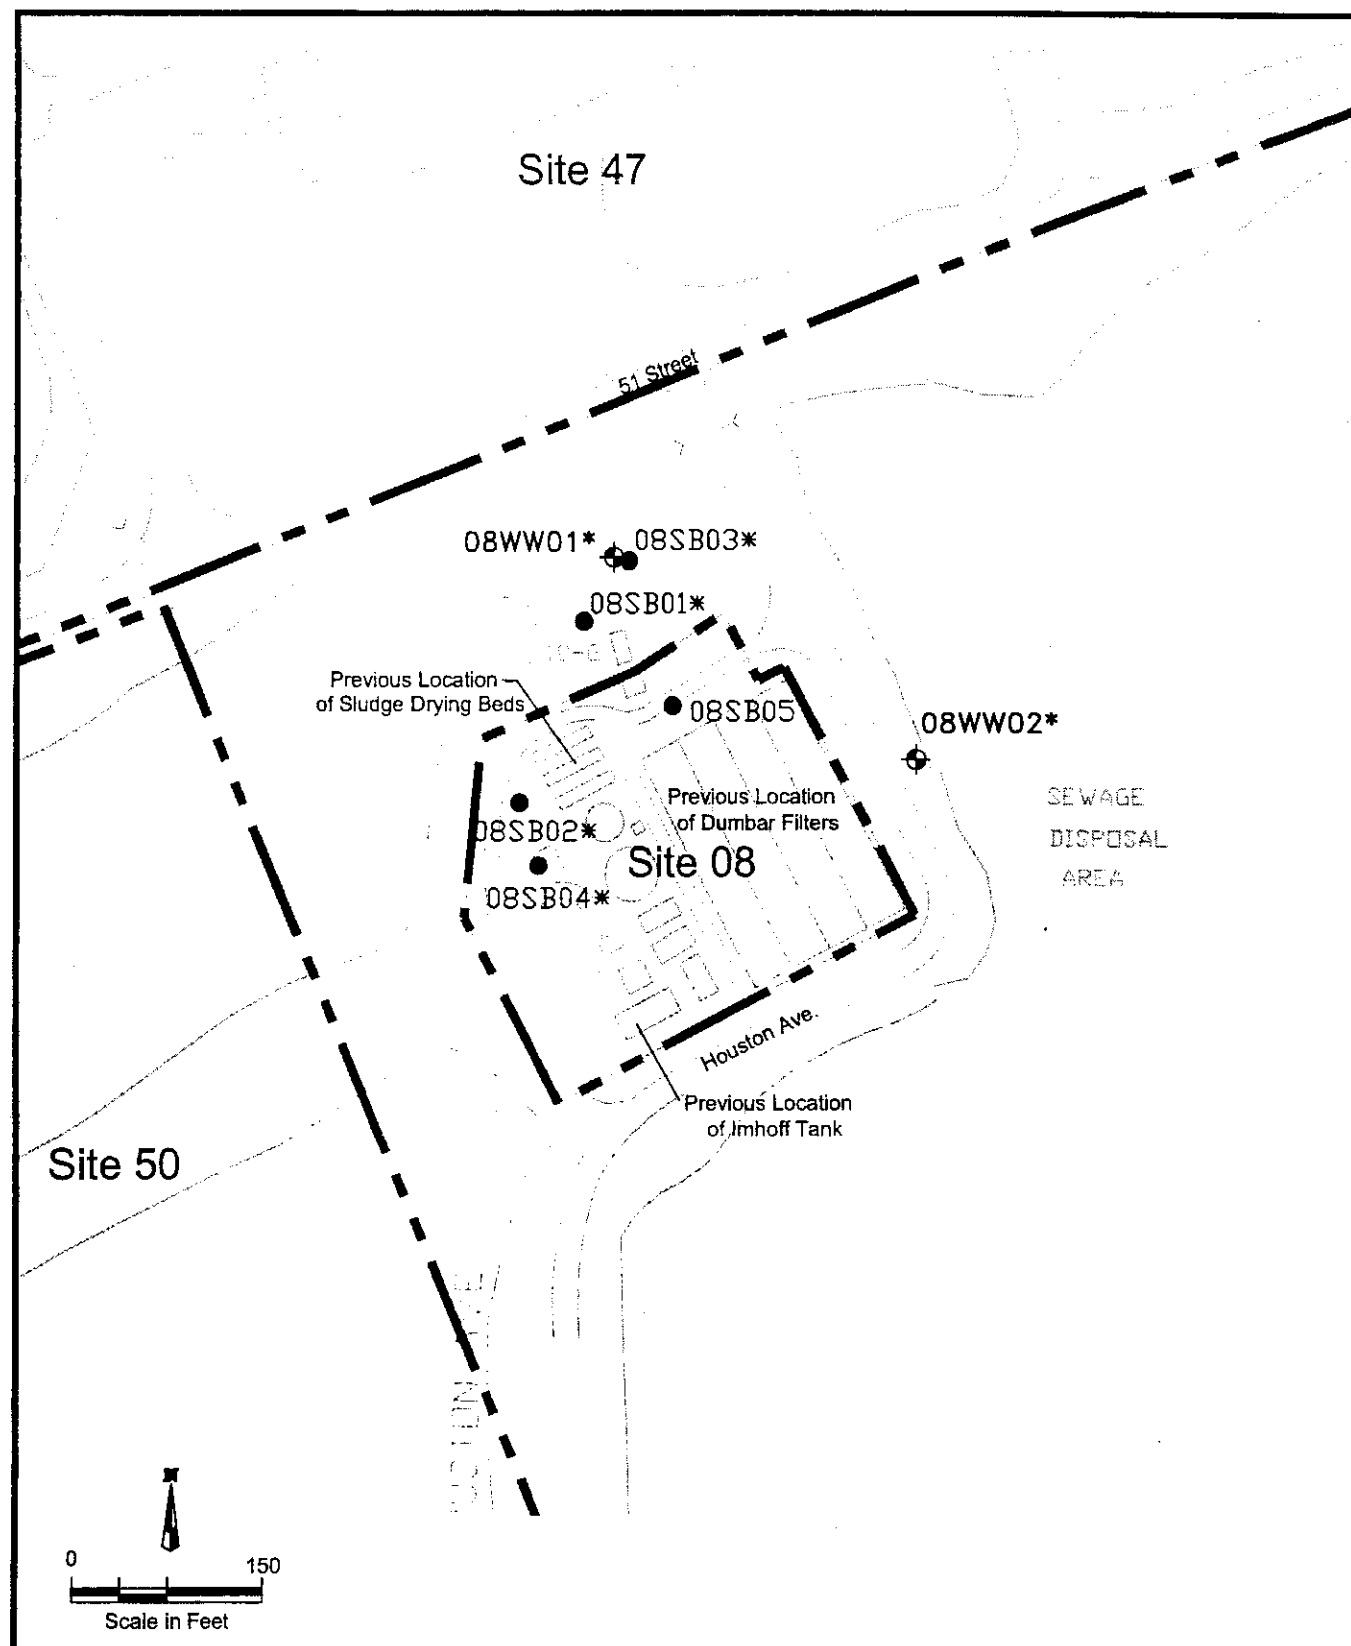 Site 47
51 Street
08WW01*
08SB03*
08SB01*
Previous Location
of Sludge Drying Beds
08SB05
08WW02*
SEWAGE
DISPOSAL
AREA
Previous Location
of Dumbar Filters
08SB02*
Site 08
08SB04*
Houston Ave.
Previous Location
of Imhoff Tank
Site 50
N
0 150
Scale in Feet